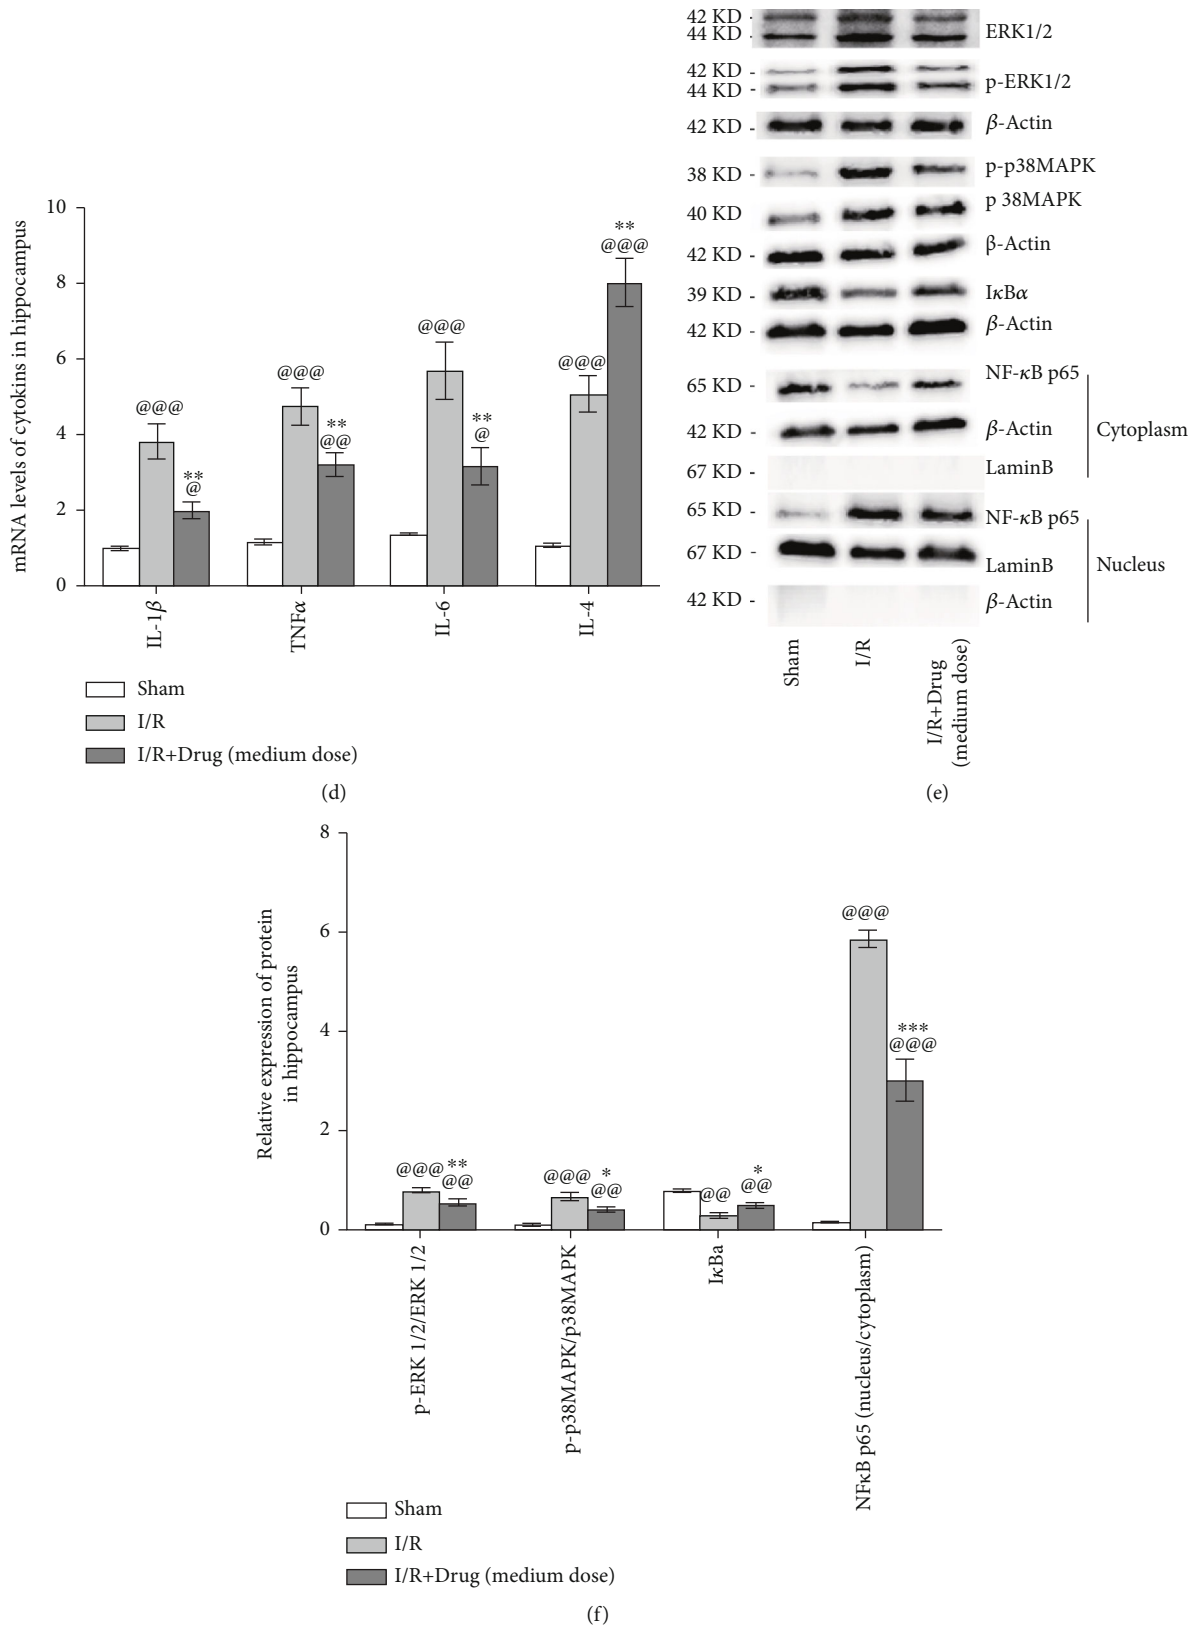 mRNA levels of cytokins in hippocampus
10
8
6
4
2
0
@@@
**
@
@@@
**
@@
@@@
**
@
@@@
**
@@@
IL-1β
TNFα
IL-6
IL-4
Sham
I/R
I/R+Drug (medium dose)
(d)
42 KD -
44 KD -
ERK1/2
42 KD -
44 KD -
p-ERK1/2
42 KD -
β-Actin
38 KD -
p-p38MAPK
40 KD
p 38MAPK
42 KD -
β-Actin
39 KD -
IκBα
42 KD -
β-Actin
65 KD -
NF-κB p65
42 KD -
β-Actin
67 KD -
LaminB
Cytoplasm
65 KD -
NF-κB p65
67 KD -
LaminB
42 KD -
β-Actin
Nucleus
Sham
I/R
I/R+Drug
(medium dose)
(e)
Relative expression of protein
in hippocampus
8
6
4
2
0
@@@
**
@@
@@@
*
@@
@@
*
@@
@@@
***
@@@
p-ERK 1/2/ERK 1/2
p-p38MAPK/p38MAPK
IκBa
NFκB p65 (nucleus/cytoplasm)
Sham
I/R
I/R+Drug (medium dose)
(f)